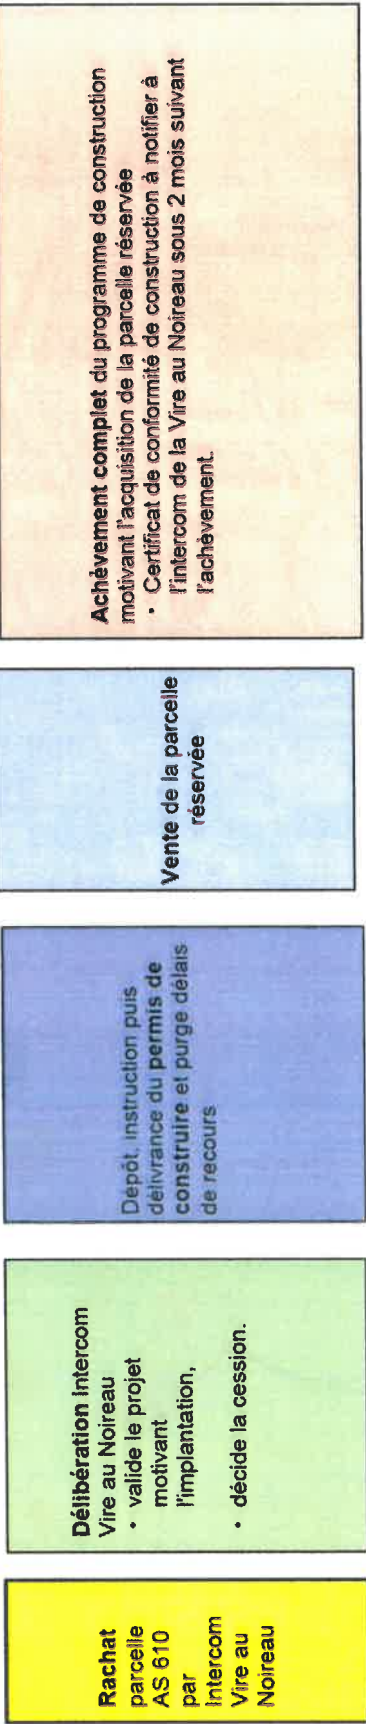 Rachat
parcelle
AS 610
par
Intercom
Vire au
Noireau
Délibération Intercom
Vire au Noireau
• valide le projet
motivant
l'implantation,
• décide la cession.
Dépôt, instruction puis
délivrance du permis de
construire et purge délais
de recours
Vente de la parcelle
réservée
Achèvement complet du programme de construction
motivant l'acquisition de la parcelle réservée
• Certificat de conformité de construction à notifier à
l'intercom de la Vire au Noireau sous 2 mois suivant
l'achèvement.